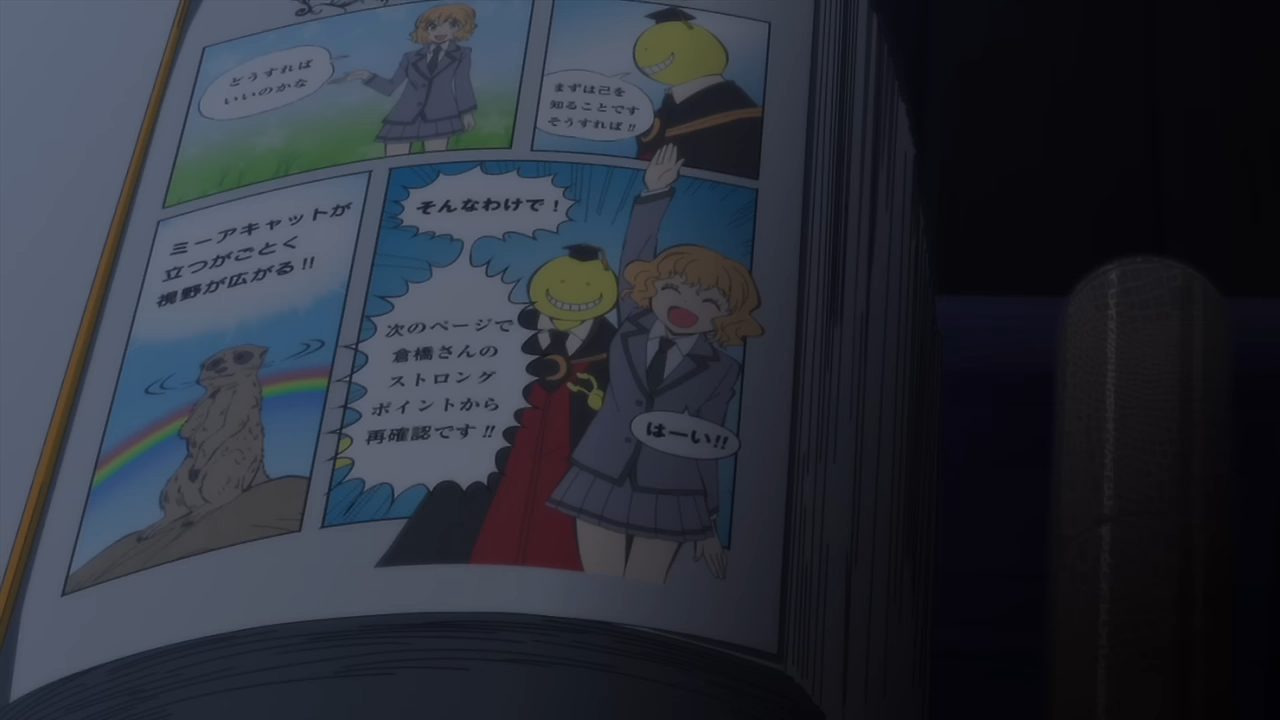 どうすれば
いいのかな
まずは己を
知ることです
そうすれば!!
ミーアキャットが
立つがごとく
視野が広がる!!
そんなわけで!
次のページで
倉橋さんの
ストロング
ポイントから
再確認です!!
はーい!!